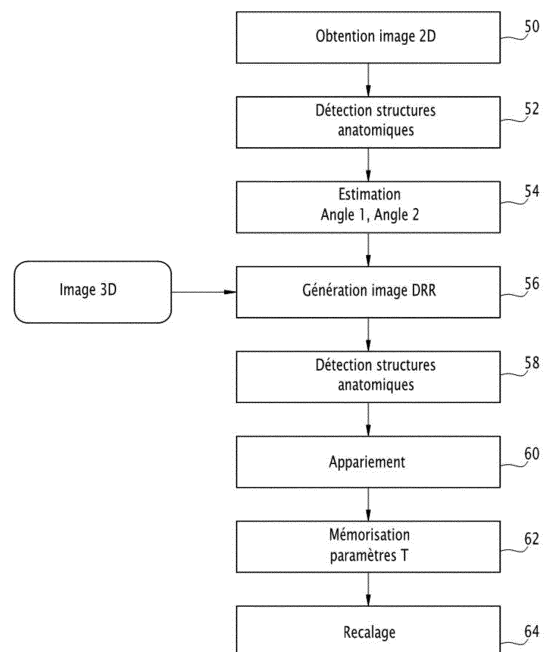 Obtention image 2D
50
Détection structures
anatomiques
52
Estimation
Angle 1, Angle 2
54
Image 3D
Génération image DRR
56
Détection structures
anatomiques
58
Appariement
60
Mémorisation
paramètres T
62
Recalage
64